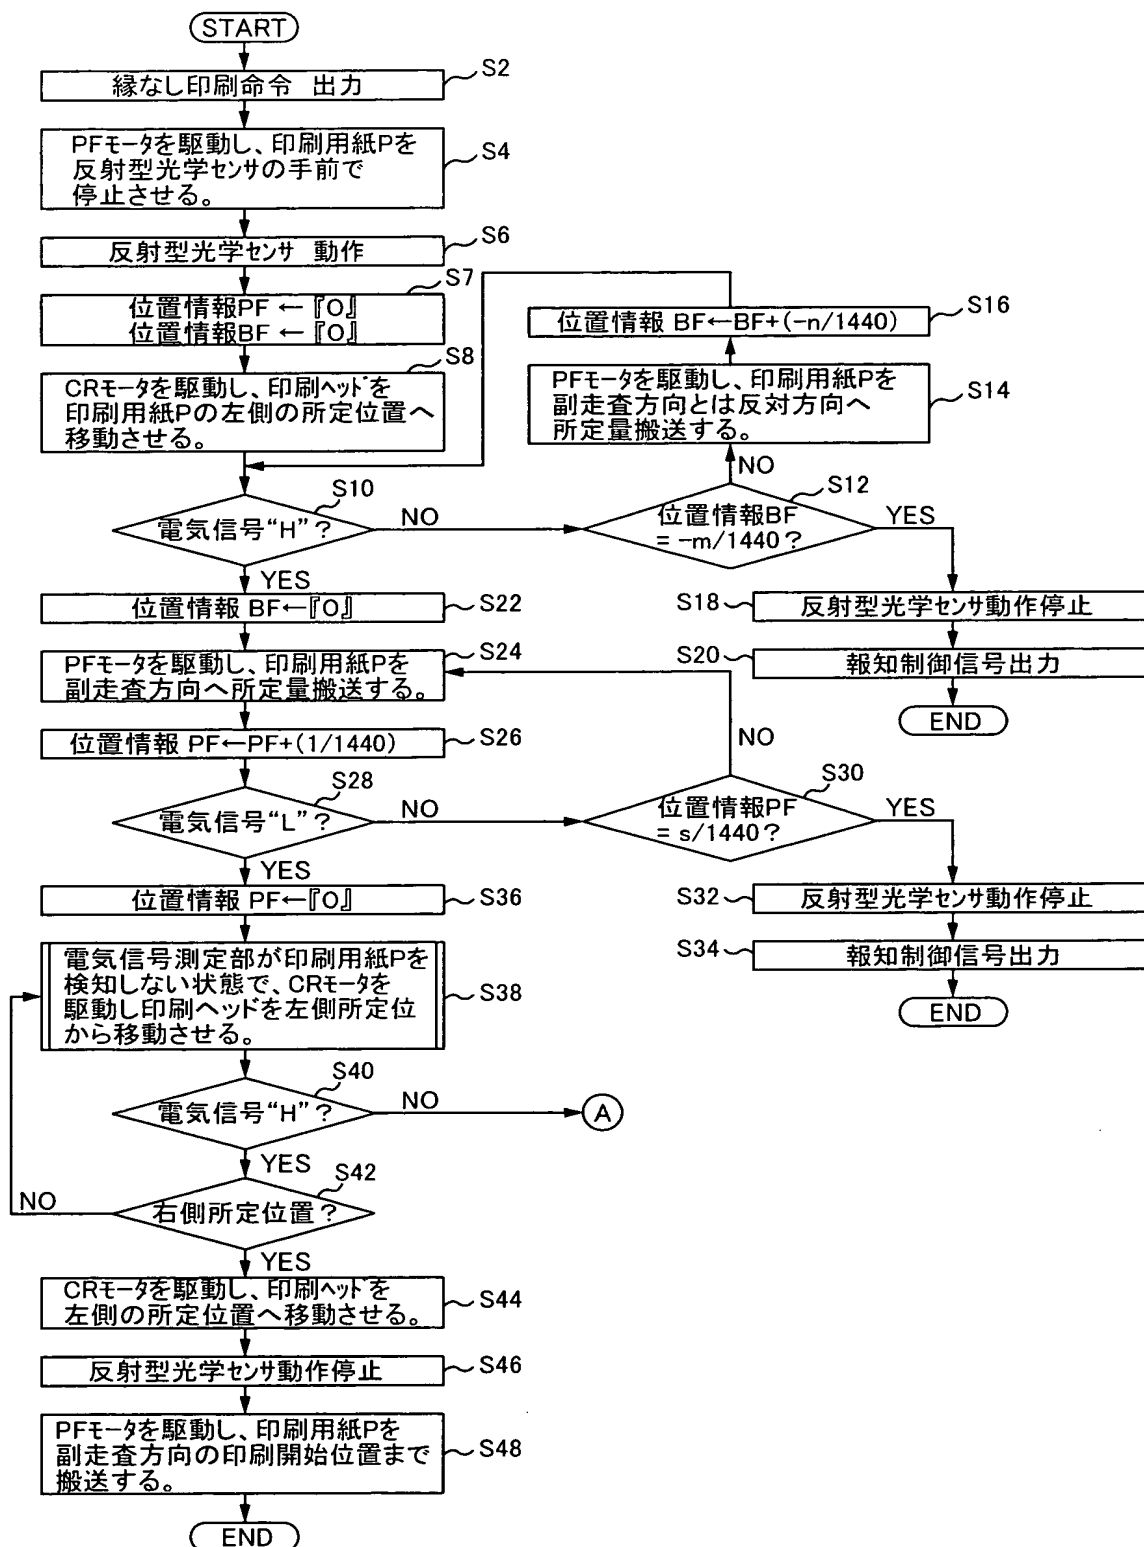 START
縁なし印刷命令 出力
S2
PFモータを駆動し、印刷用紙Pを
反射型光学センサの手前で
停止させる。
S4
反射型光学センサ 動作
S6
位置情報PF ← 『0』
位置情報BF ← 『0』
S7
CRモータを駆動し、印刷ヘッドを
印刷用紙Pの左側の所定位置へ
移動させる。
S8
位置情報 BF←BF+(-n/1440)
S16
PFモータを駆動し、印刷用紙Pを
副走査方向とは反対方向へ
所定量搬送する。
S14
NO
電気信号“H”?
S10
NO
位置情報BF
= -m/1440?
S12
YES
YES
位置情報 BF←『0』
S22
S18
反射型光学センサ動作停止
S20
報知制御信号出力
END
PFモータを駆動し、印刷用紙Pを
副走査方向へ所定量搬送する。
S24
位置情報 PF←PF+(1/1440)
S26
NO
電気信号“L”?
S28
NO
位置情報PF
= s/1440?
S30
YES
YES
位置情報 PF←『0』
S36
S32
反射型光学センサ動作停止
S34
報知制御信号出力
END
電気信号測定部が印刷用紙Pを
検知しない状態で、CRモータを
駆動し印刷ヘッドを左側所定位
から移動させる。
S38
電気信号“H”?
S40
NO
A
YES
右側所定位置?
S42
NO
YES
CRモータを駆動し、印刷ヘッドを
左側の所定位置へ移動させる。
S44
反射型光学センサ動作停止
S46
PFモータを駆動し、印刷用紙Pを
副走査方向の印刷開始位置まで
搬送する。
S48
END